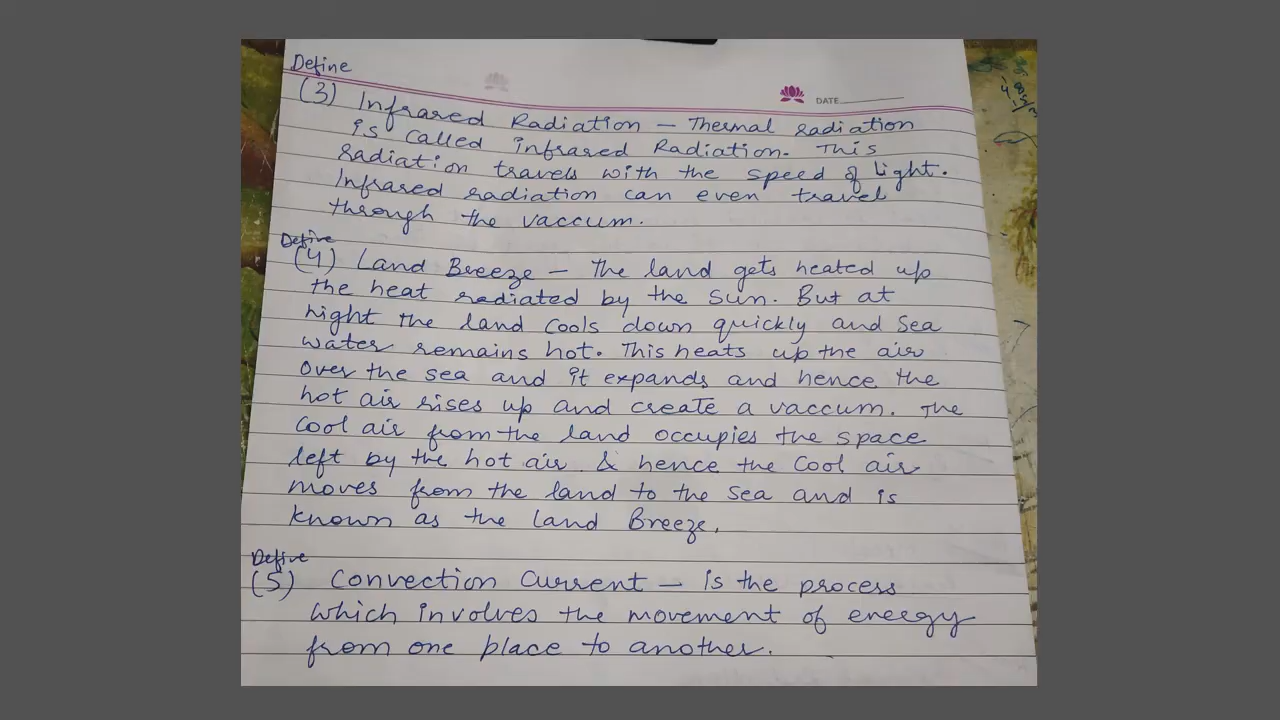 Define
DATE
(3) Infrared Radiation - Thermal radiation
is called infrared Radiation. This
radiation travels with the speed of light.
Infrared radiation can even travel
through the vaccum.
Define
(4) Land Breeze - The land gets heated up
the heat radiated by the Sun. But at
night the land cools down quickly and Sea
water remains hot. This heats up the air
over the sea and it expands and hence the
hot air rises up and create a vaccum. The
Cool air from the land occupies the space
left by the hot air & hence the Cool air
moves from the land to the sea and is
known as the land Breeze.
Define
(5) Convection Current - is the process
which involves the movement of energy
from one place to another.